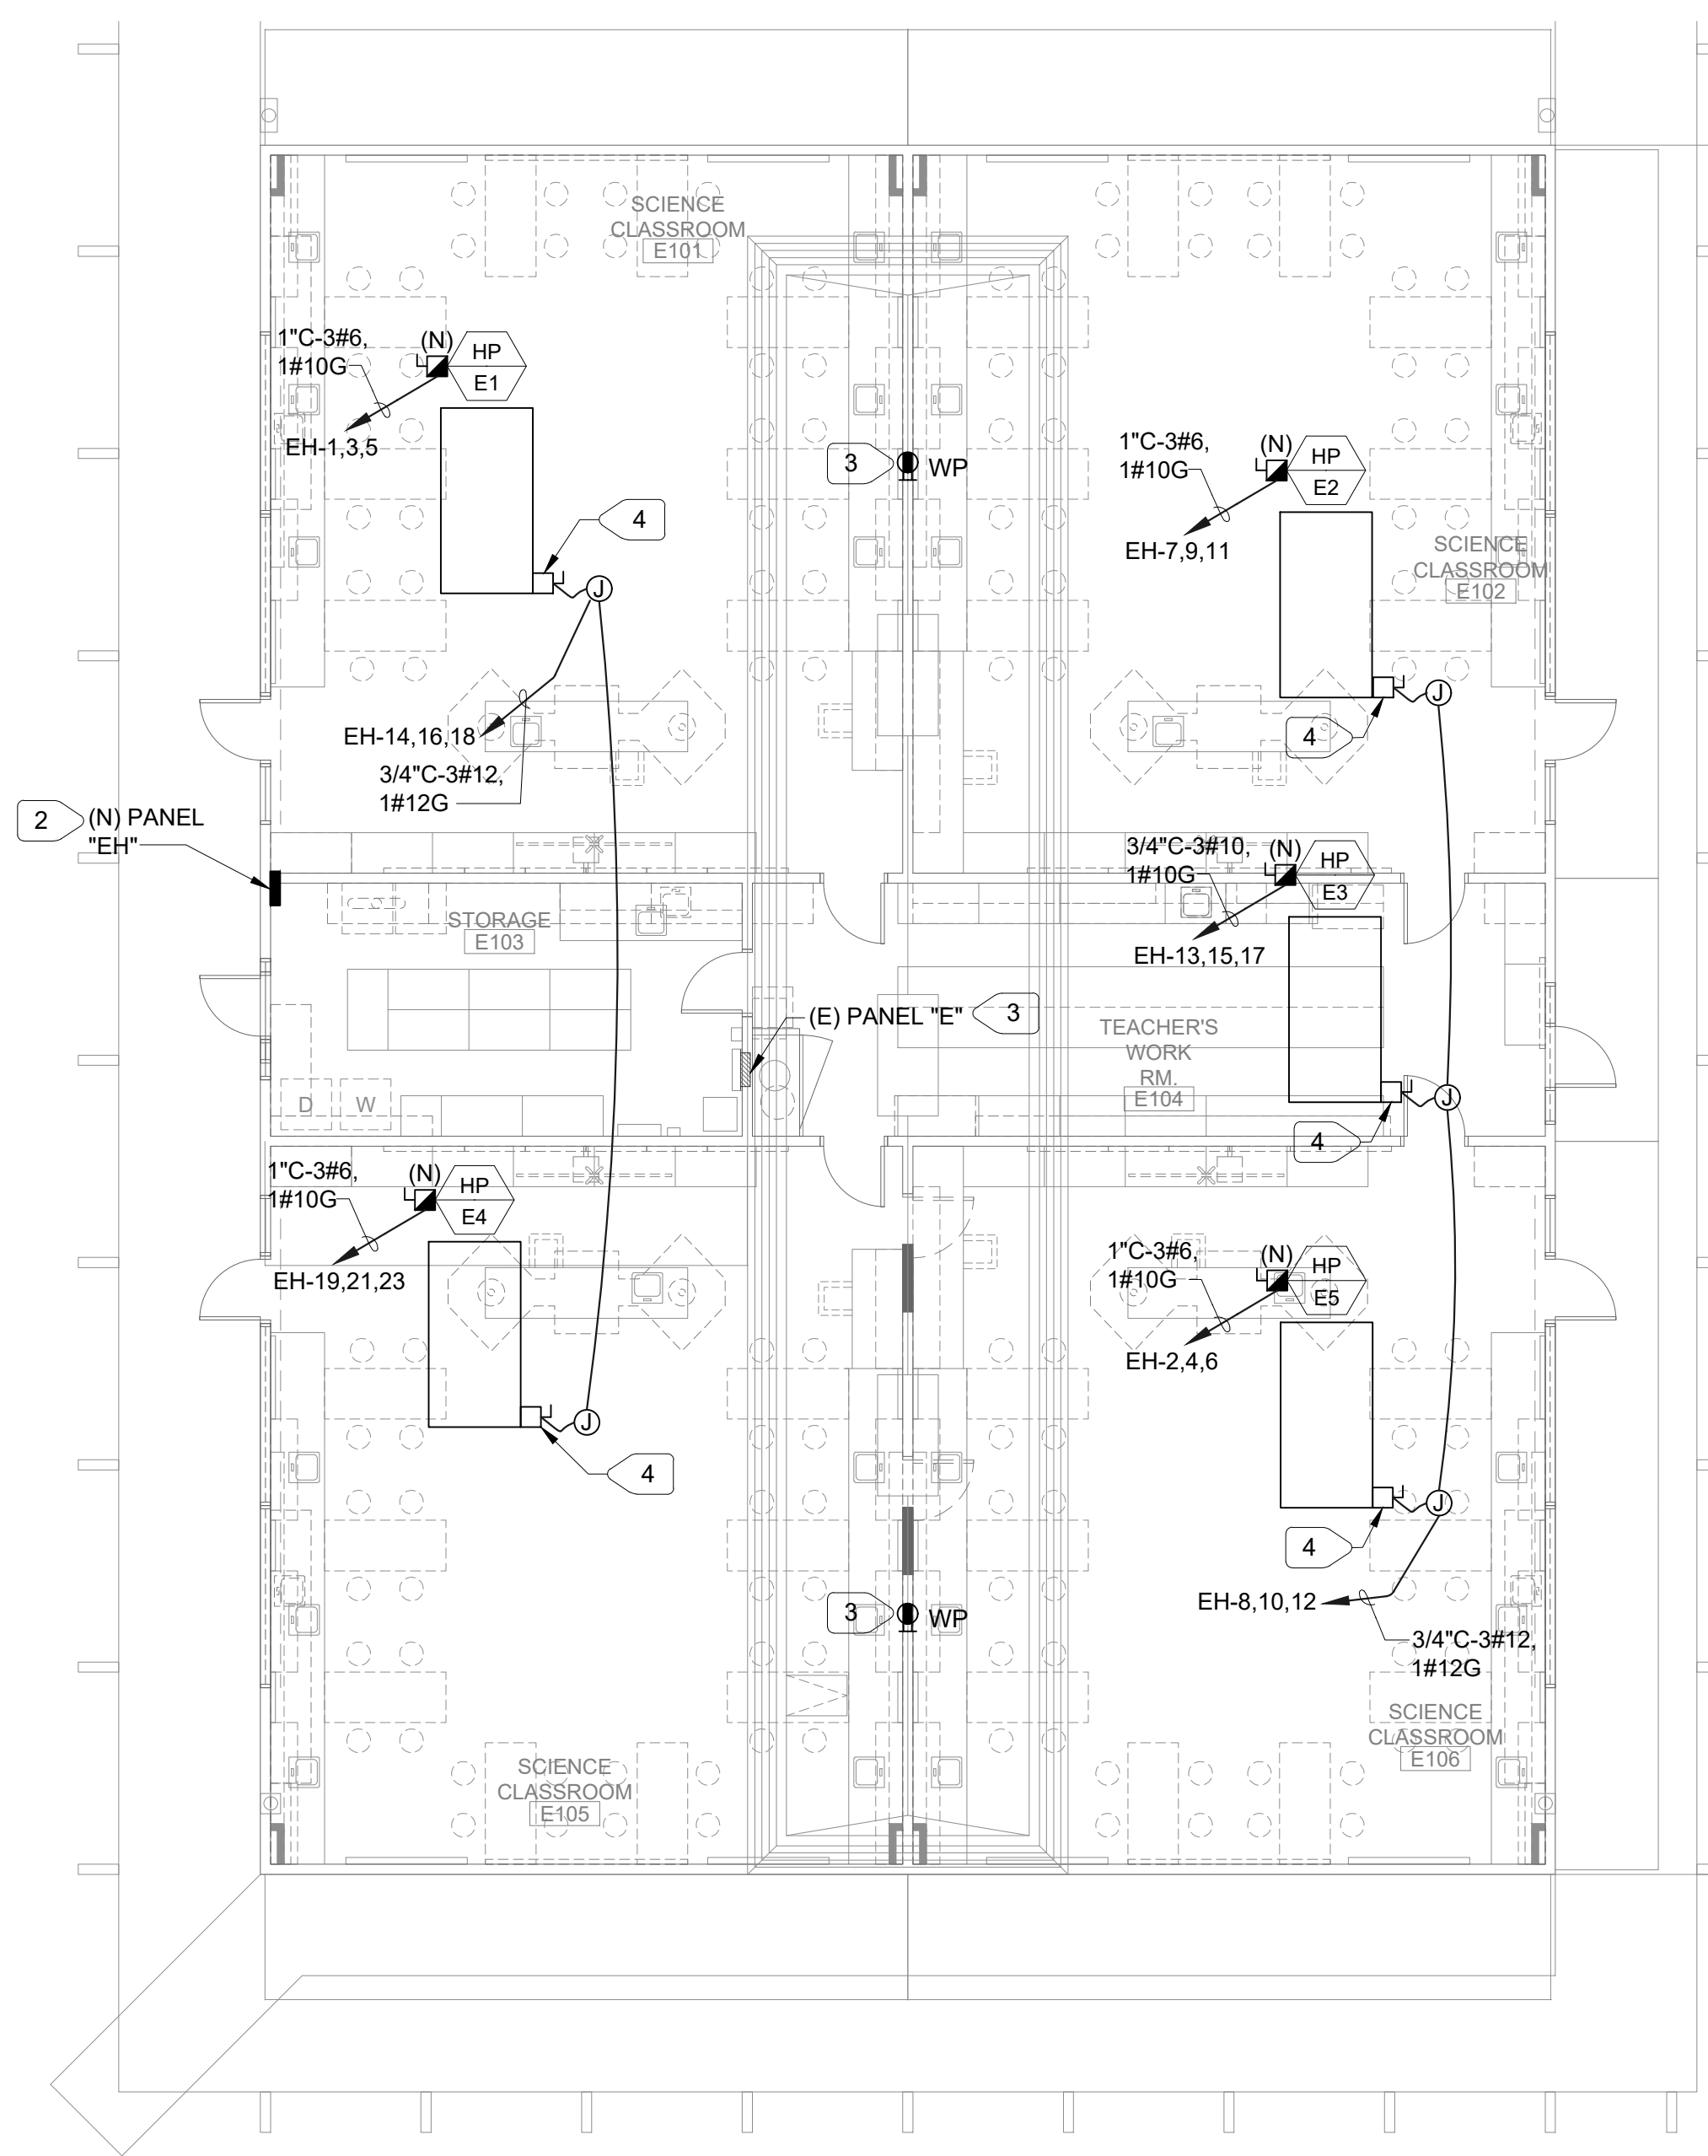 SCIENCE
CLASSROOM
E101
1"C-3#6,
1#10G
(N)
HP
E1
EH-1,3,5
3
WP
1"C-3#6,
1#10G
(N)
HP
E2
EH-7,9,11
4
J
SCIENCE
CLASSROOM
E102
EH-14,16,18
3/4"C-3#12,
1#12G
4
J
2
(N) PANEL
"EH"
3/4"C-3#10,
1#10G
(N)
HP
E3
EH-13,15,17
STORAGE
E103
(E) PANEL "E"
3
TEACHER'S
WORK
RM.
E104
J
4
D
W
1"C-3#6,
1#10G
(N)
HP
E4
EH-19,21,23
1"C-3#6,
1#10G
(N)
HP
E5
EH-2,4,6
J
4
J
4
3
WP
EH-8,10,12
3/4"C-3#12,
1#12G
SCIENCE
CLASSROOM
E106
SCIENCE
CLASSROOM
E105